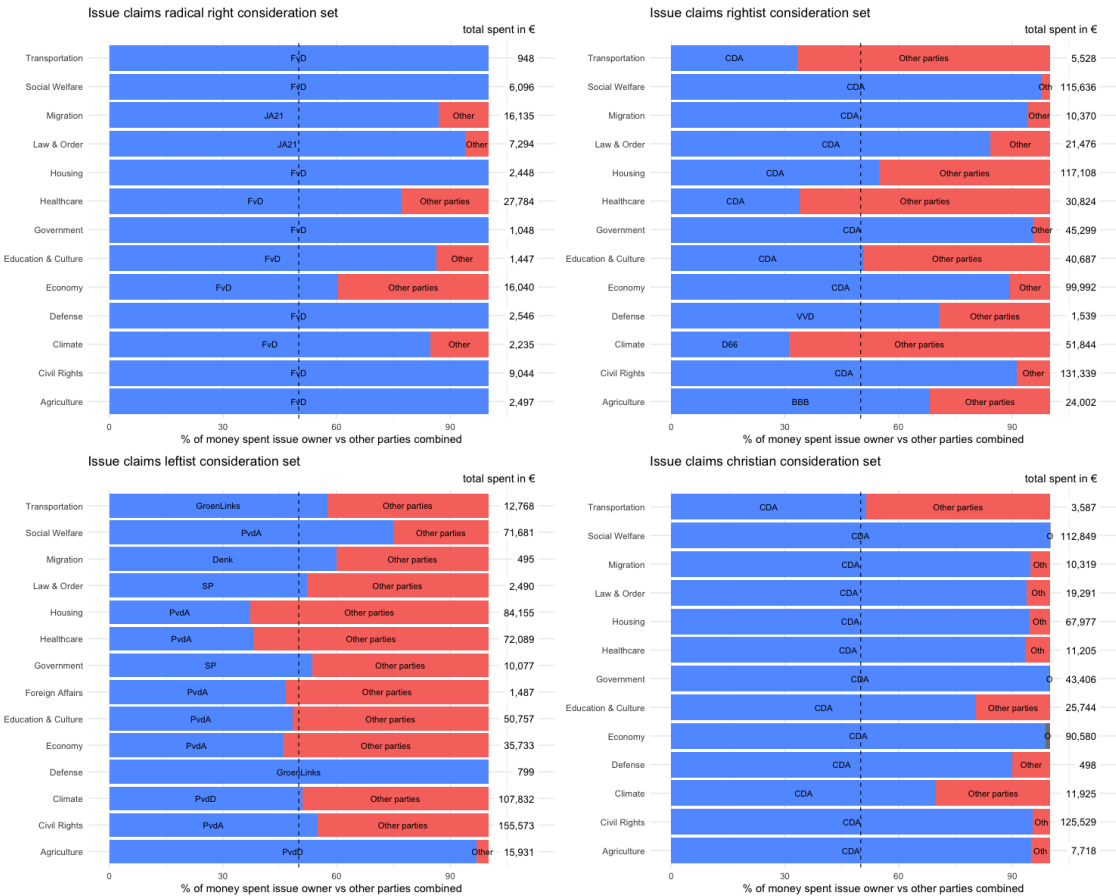 Issue claims radical right consideration set
total spent in €
Transportation FvD 948
Social Welfare FvD 6,096
Migration JA21 Other 16,135
Law & Order JA21 Other 7,294
Housing FvD 2,448
Healthcare FvD Other parties 27,784
Government FvD 1,048
Education & Culture FvD Other 1,447
Economy FvD Other parties 16,040
Defense FvD 2,546
Climate FvD Other 2,235
Civil Rights FvD 9,044
Agriculture FvD 2,497
0 30 60 90
% of money spent issue owner vs other parties combined
Issue claims rightist consideration set
total spent in €
Transportation CDA Other parties 5,528
Social Welfare CDA Oth 115,636
Migration CDA Other 10,370
Law & Order CDA Other 21,476
Housing CDA Other parties 117,108
Healthcare CDA Other parties 30,824
Government CDA Other 45,299
Education & Culture CDA Other parties 40,687
Economy CDA Other 99,992
Defense VVD Other parties 1,539
Climate D66 Other parties 51,844
Civil Rights CDA Other 131,339
Agriculture BBB Other parties 24,002
0 30 60 90
% of money spent issue owner vs other parties combined
Issue claims leftist consideration set
total spent in €
Transportation GroenLinks Other parties 12,768
Social Welfare PvdA Other parties 71,681
Migration Denk Other parties 495
Law & Order SP Other parties 2,490
Housing PvdA Other parties 84,155
Healthcare PvdA Other parties 72,089
Government SP Other parties 10,077
Foreign Affairs PvdA Other parties 1,487
Education & Culture PvdA Other parties 50,757
Economy PvdA Other parties 35,733
Defense GroenLinks 799
Climate PvdD Other parties 107,832
Civil Rights PvdA Other parties 155,573
Agriculture PvdD Other 15,931
0 30 60 90
% of money spent issue owner vs other parties combined
Issue claims christian consideration set
total spent in €
Transportation CDA Other parties 3,587
Social Welfare CDA O 112,849
Migration CDA Oth 10,319
Law & Order CDA Oth 19,291
Housing CDA Oth 67,977
Healthcare CDA Oth 11,205
Government CDA O 43,406
Education & Culture CDA Other parties 25,744
Economy CDA O 90,580
Defense CDA Other 498
Climate CDA Other parties 11,925
Civil Rights CDA Oth 125,529
Agriculture CDA Oth 7,718
0 30 60 90
% of money spent issue owner vs other parties combined